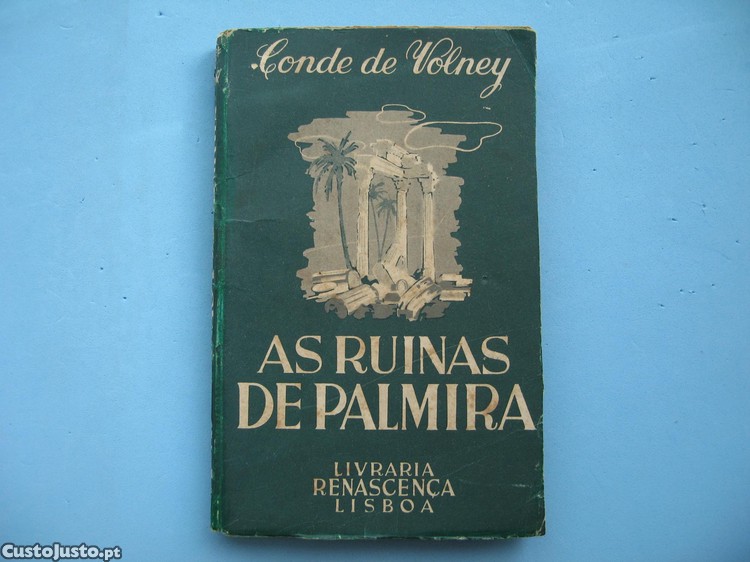 Conde de Volney
AS RUINAS
DE PALMIRA
LIVRARIA
RENASCENÇA
LISBOA
CustoJusto.pt